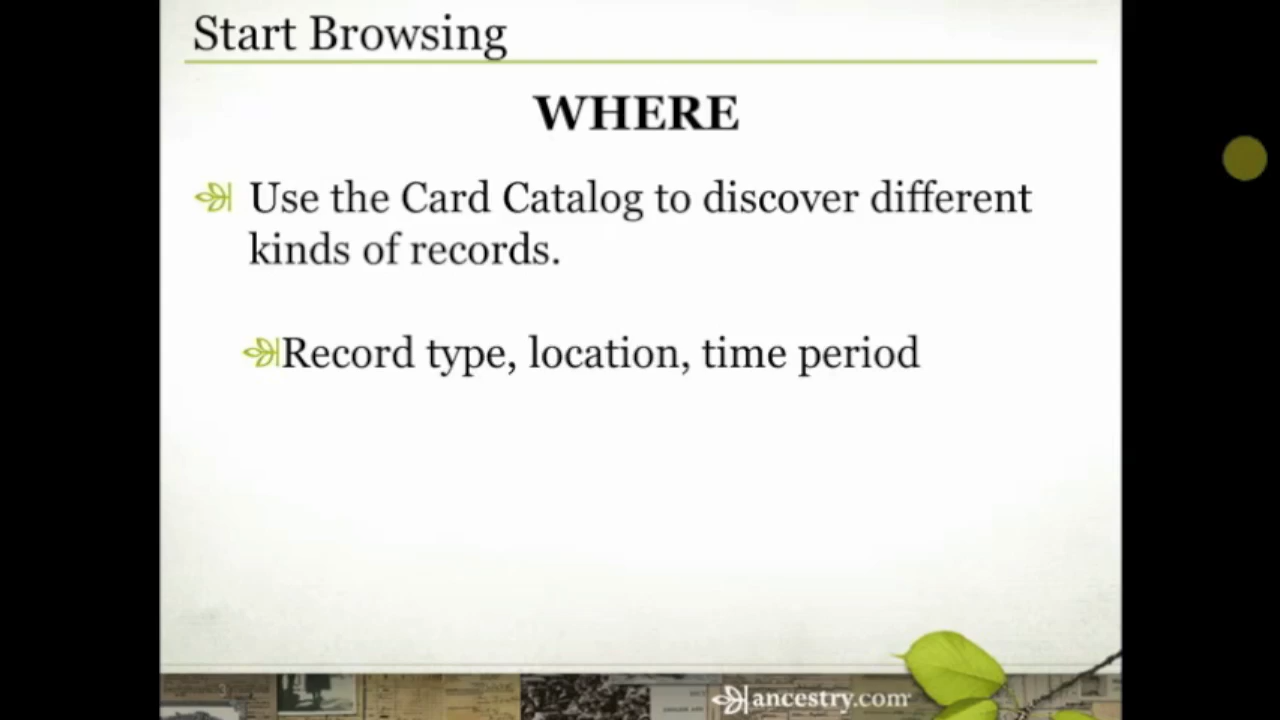 Start Browsing
WHERE
Use the Card Catalog to discover different
kinds of records.
Record type, location, time period
3
ancestry.com